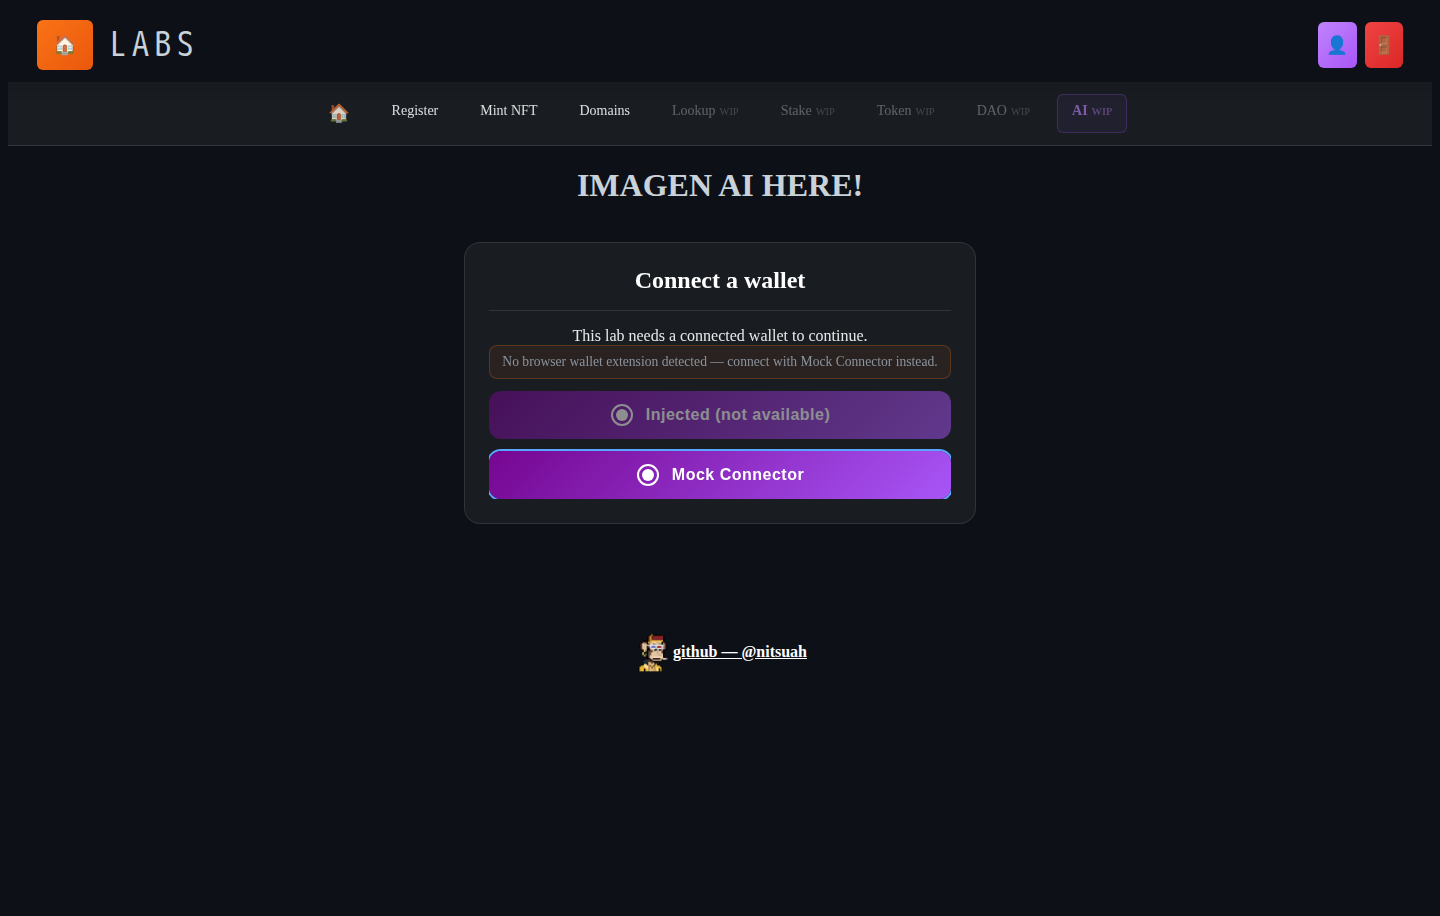 LABS
Register Mint NFT Domains Lookup WIP Stake WIP Token WIP DAO WIP AI WIP
IMAGEN AI HERE!
Connect a wallet
This lab needs a connected wallet to continue.
No browser wallet extension detected — connect with Mock Connector instead.
Injected (not available)
Mock Connector
github — @nitsuah